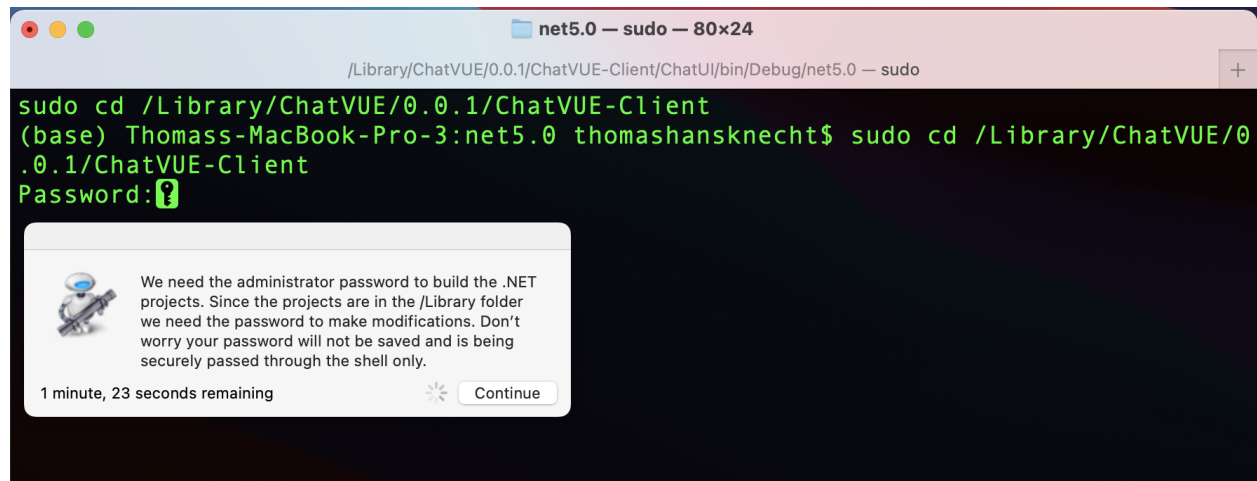 net5.0 — sudo — 80×24
/Library/ChatVUE/0.0.1/ChatVUE-Client/ChatUI/bin/Debug/net5.0 — sudo
sudo cd /Library/ChatVUE/0.0.1/ChatVUE-Client
(base) Thomass-MacBook-Pro-3:net5.0 thomashansknecht$ sudo cd /Library/ChatVUE/0
.0.1/ChatVUE-Client
Password:
We need the administrator password to build the .NET
projects. Since the projects are in the /Library folder
we need the password to make modifications. Don’t
worry your password will not be saved and is being
securely passed through the shell only.
1 minute, 23 seconds remaining
Continue